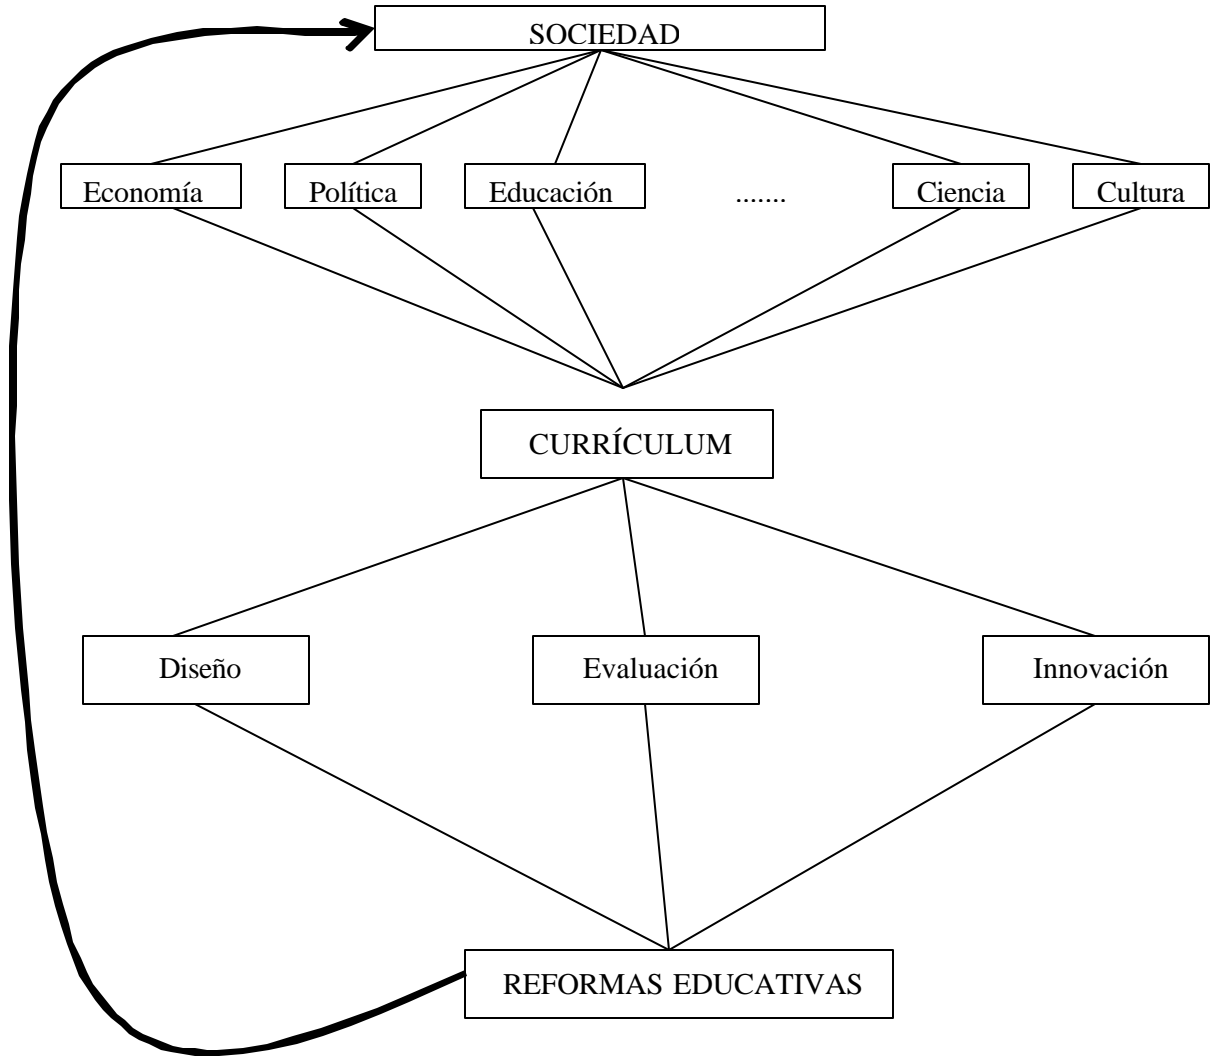 SOCIEDAD
Economía Política Educación ....... Ciencia Cultura
CURRÍCULUM
Diseño Evaluación Innovación
REFORMAS EDUCATIVAS